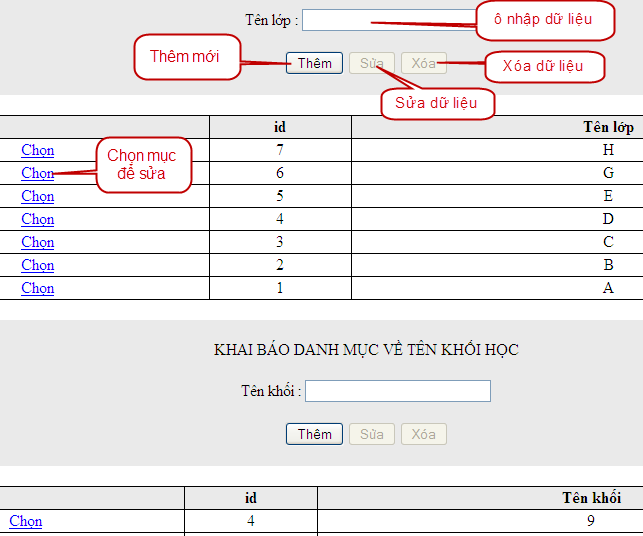 Tên lớp :
ô nhập dữ liệu
Thêm mới
Thêm
Sửa
Xóa
Xóa dữ liệu
Sửa dữ liệu
id Tên lớp
Chọn 7 H
Chọn mục
để sửa
Chọn 6 G
Chọn 5 E
Chọn 4 D
Chọn 3 C
Chọn 2 B
Chọn 1 A
KHAI BÁO DANH MỤC VỀ TÊN KHỐI HỌC
Tên khối :
Thêm Sửa Xóa
id Tên khối
Chọn 4 9